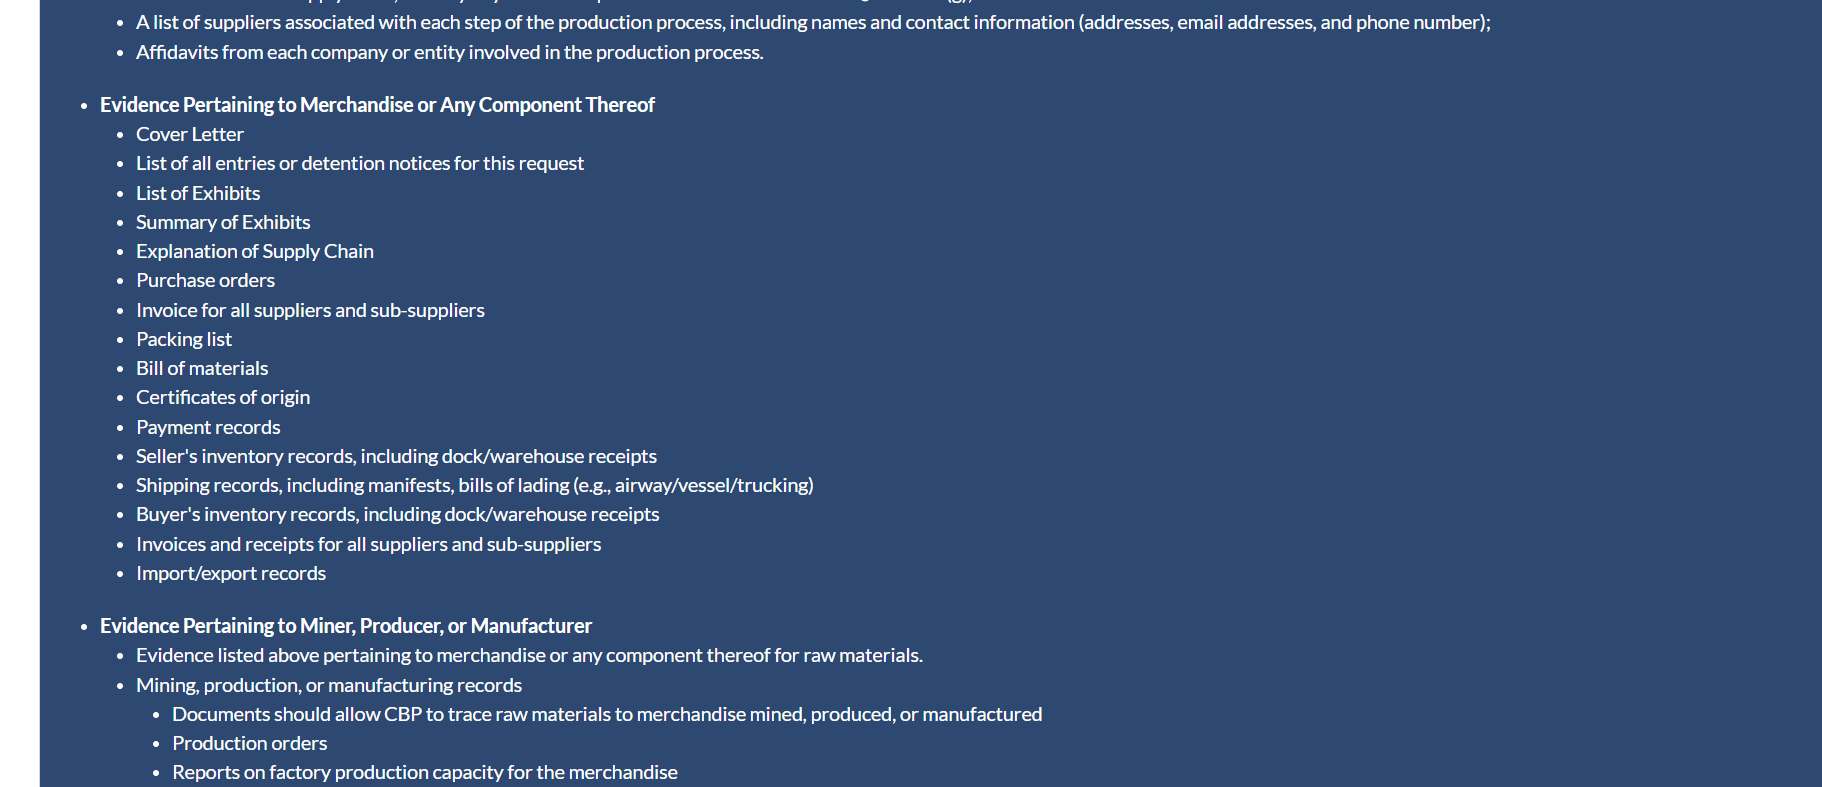 • A list of suppliers associated with each step of the production process, including names and contact information (addresses, email addresses, and phone number);
• Affidavits from each company or entity involved in the production process.
• Evidence Pertaining to Merchandise or Any Component Thereof
• Cover Letter
• List of all entries or detention notices for this request
• List of Exhibits
• Summary of Exhibits
• Explanation of Supply Chain
• Purchase orders
• Invoice for all suppliers and sub-suppliers
• Packing list
• Bill of materials
• Certificates of origin
• Payment records
• Seller's inventory records, including dock/warehouse receipts
• Shipping records, including manifests, bills of lading (e.g., airway/vessel/trucking)
• Buyer's inventory records, including dock/warehouse receipts
• Invoices and receipts for all suppliers and sub-suppliers
• Import/export records
• Evidence Pertaining to Miner, Producer, or Manufacturer
• Evidence listed above pertaining to merchandise or any component thereof for raw materials.
• Mining, production, or manufacturing records
• Documents should allow CBP to trace raw materials to merchandise mined, produced, or manufactured
• Production orders
• Reports on factory production capacity for the merchandise